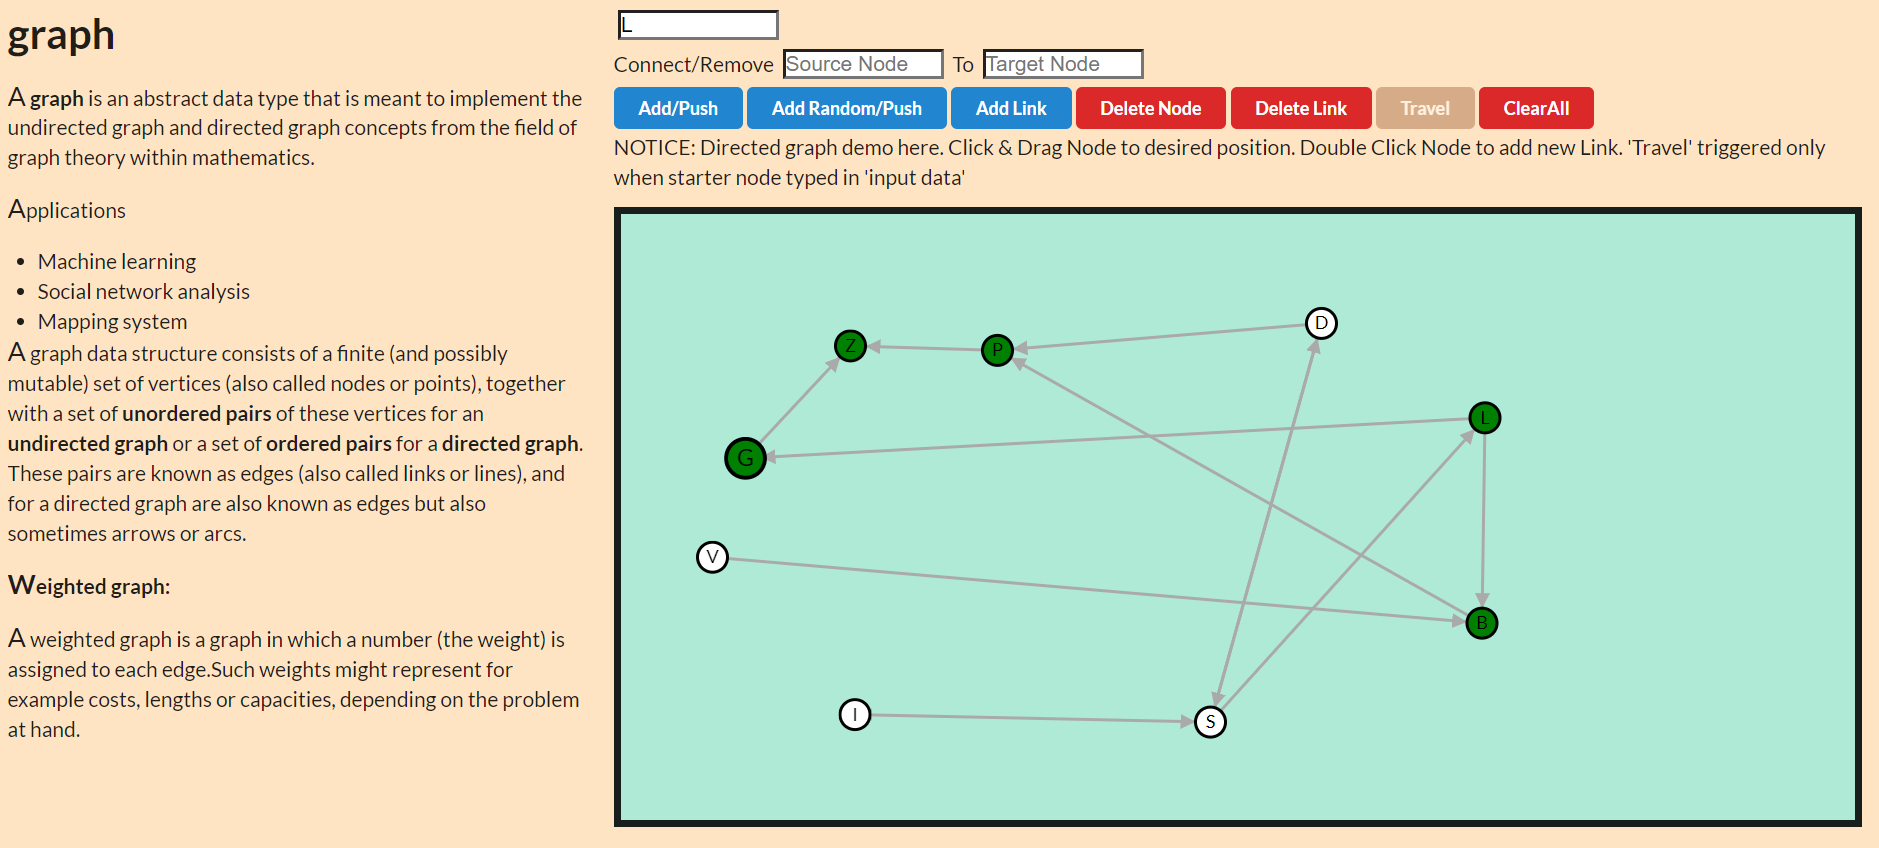 graph
A graph is an abstract data type that is meant to implement the
undirected graph and directed graph concepts from the field of
graph theory within mathematics.
Applications
• Machine learning
• Social network analysis
• Mapping system
A graph data structure consists of a finite (and possibly
mutable) set of vertices (also called nodes or points), together
with a set of unordered pairs of these vertices for an
undirected graph or a set of ordered pairs for a directed graph.
These pairs are known as edges (also called links or lines), and
for a directed graph are also known as edges but also
sometimes arrows or arcs.
Weighted graph:
A weighted graph is a graph in which a number (the weight) is
assigned to each edge.Such weights might represent for
example costs, lengths or capacities, depending on the problem
at hand.
L
Connect/Remove Source Node To Target Node
Add/Push Add Random/Push Add Link Delete Node Delete Link Travel ClearAll
NOTICE: Directed graph demo here. Click & Drag Node to desired position. Double Click Node to add new Link. 'Travel' triggered only
when starter node typed in 'input data'
D
Z
P
L
G
V
B
I
S